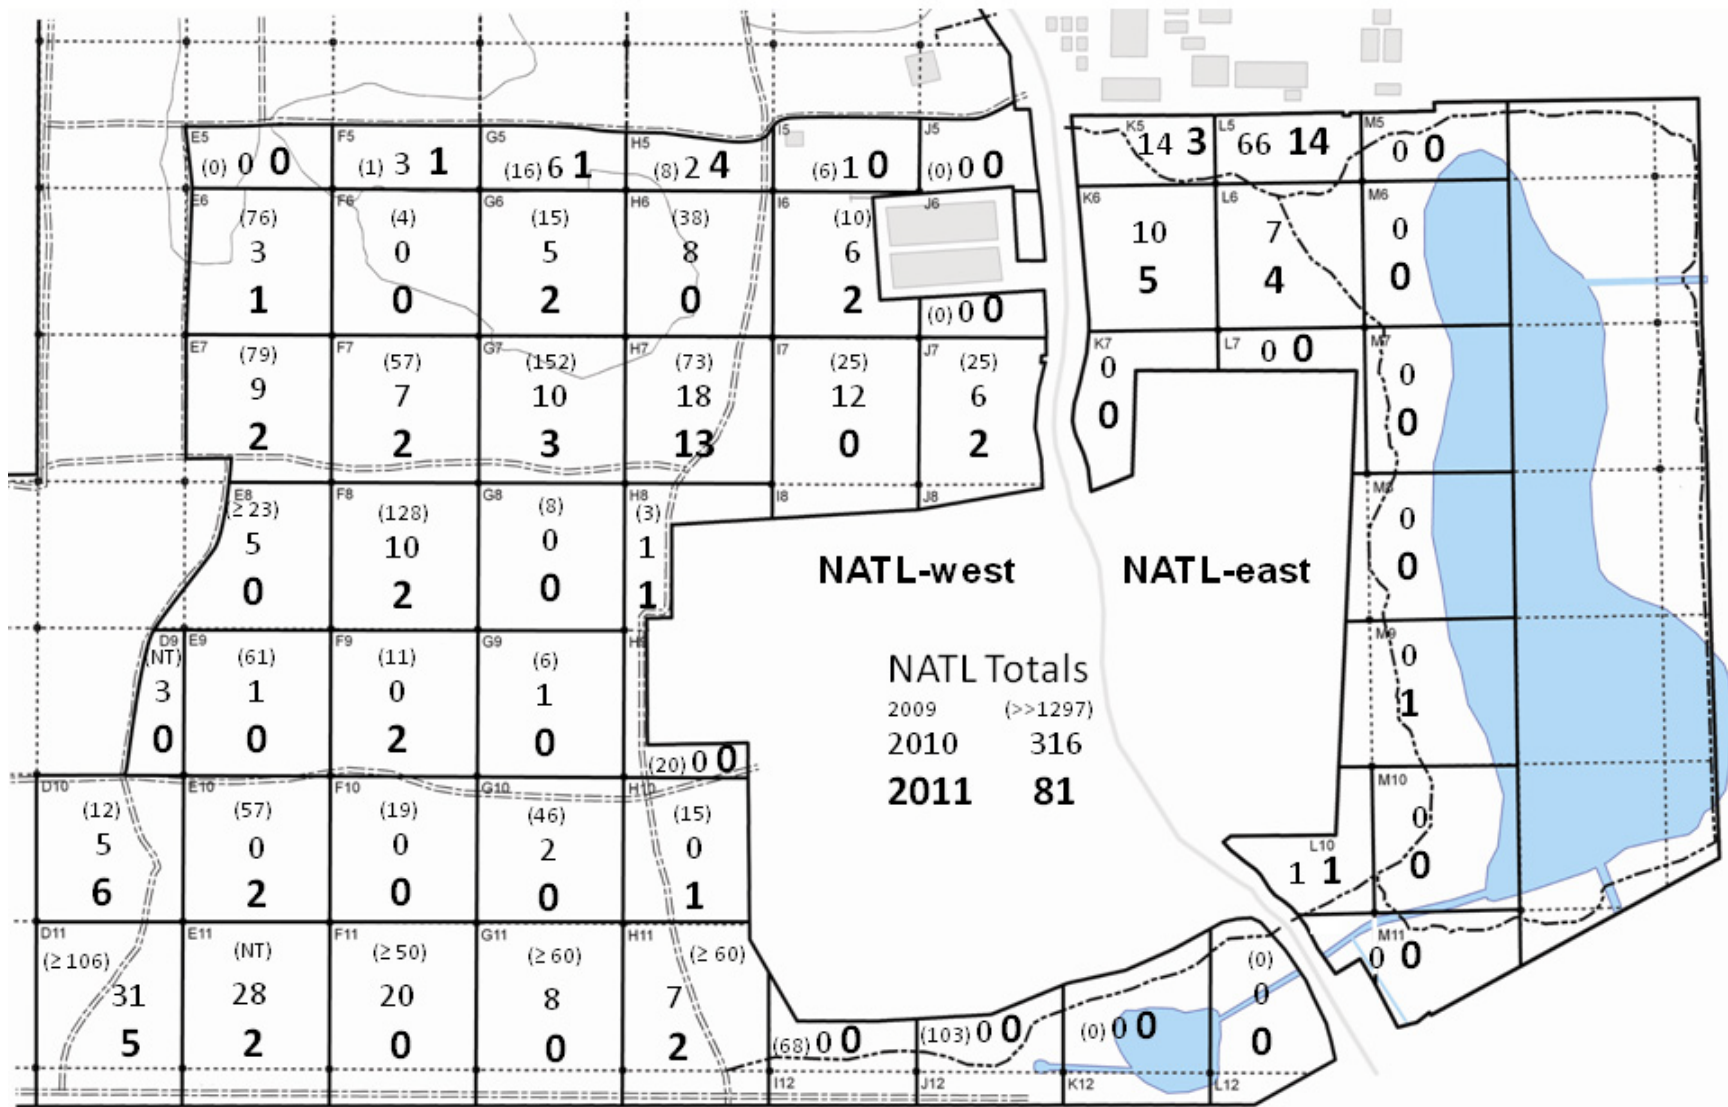 E5 F5 G5 H5 I5 J5 K5 L5 M5
(0) 0 0 (1) 3 1 (16) 6 1 (8) 2 4 (6) 1 0 (0) 0 0 14 3 66 14 0 0
E6 F6 G6 H6 I6 J6 K6 L6 M6
(76) (4) (15) (38) (10)
3 0 5 8 6 10 7 0
1 0 2 0 2 5 4 0
(0) 0 0
E7 F7 G7 H7 I7 J7 K7 L7 M7
0 0
(79) (57) (152) (73) (25) (25)
9 7 10 18 12 6 0 0
2 2 3 13 0 2 0 0
E8 F8 G8 H8 I8 J8 M8
(≥ 23) (128) (8) (3)
5 10 0 1 0
0 2 0 1 0
NATL-west NATL-east
D9 E9 F9 G9 H9 M9
(NT) (61) (11) (6)
3 1 0 1 0
0 0 2 0 1
(20) 0 0
NATL Totals
2009 (>>1297)
2010 316
2011 81
D10 E10 F10 G10 H10 L10 M10
(12) (57) (19) (46) (15)
5 0 0 2 0 1 1 0
6 2 0 0 1 0
D11 E11 F11 G11 H11 M11
(≥ 106) (NT) (≥ 50) (≥ 60) (≥ 60) (0)
31 28 20 8 7 0 0 0
5 2 0 0 2 (68) 0 0 (103) 0 0 (0) 0 0 0
I12 J12 K12 L12